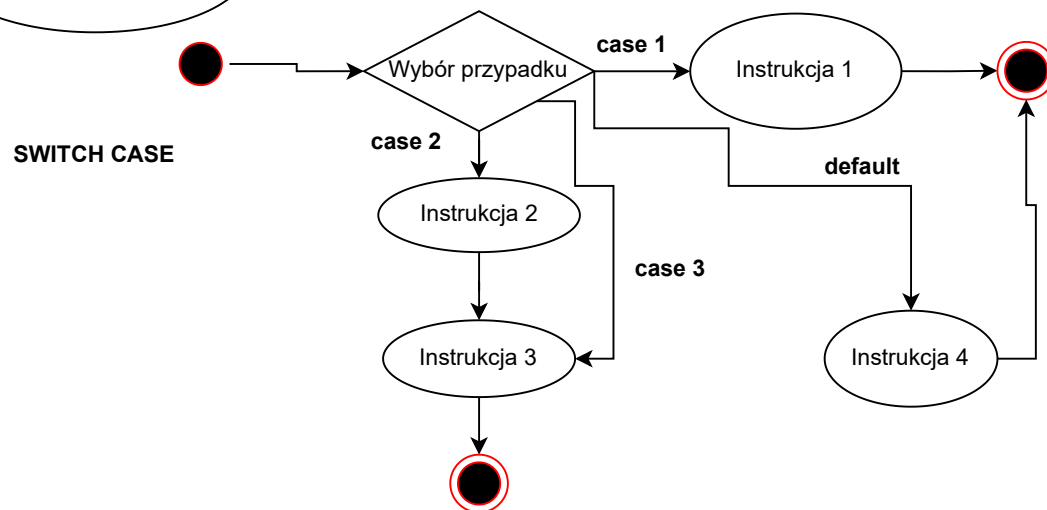 case 1
Wybór przypadku
Instrukcja 1
case 2
SWITCH CASE
default
Instrukcja 2
case 3
Instrukcja 3
Instrukcja 4